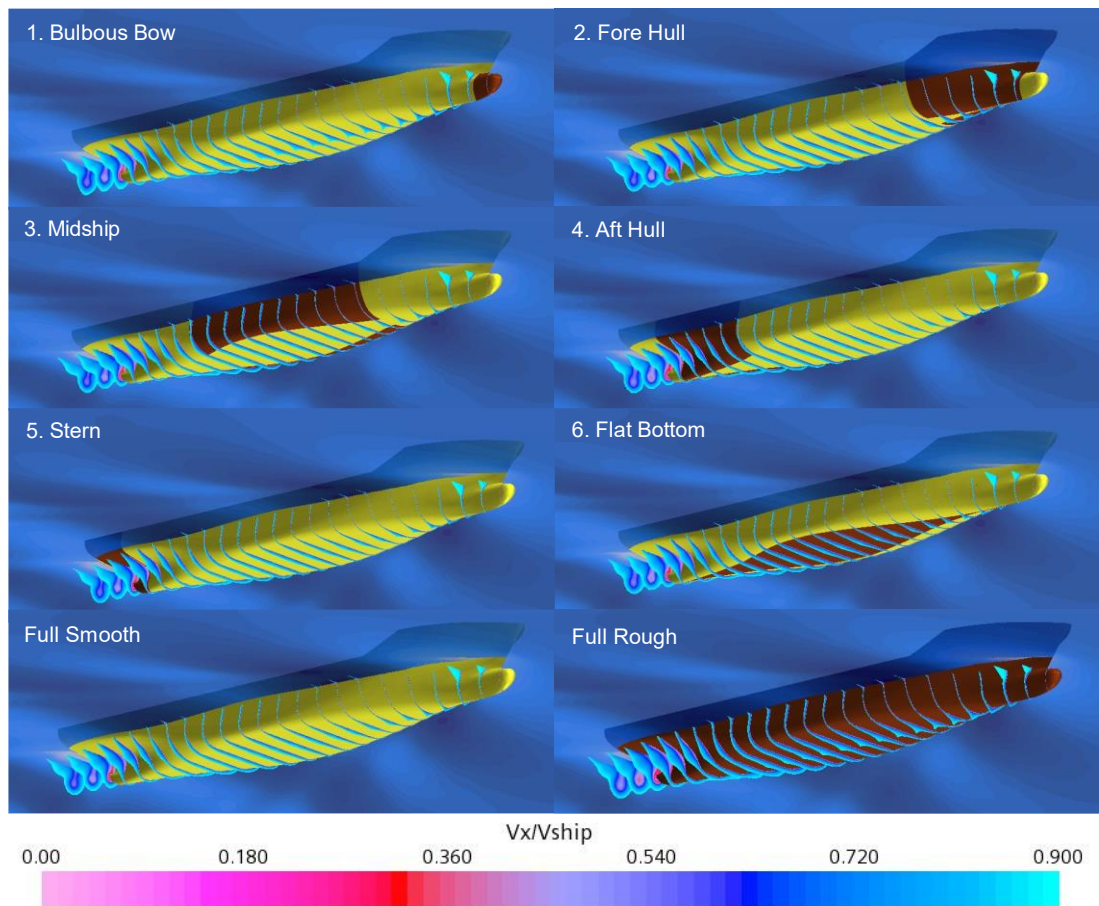 1. Bulbous Bow
2. Fore Hull
3. Midship
4. Aft Hull
5. Stern
6. Flat Bottom
Full Smooth
Full Rough
Vx/Vship
0.00 0.180 0.360 0.540 0.720 0.900